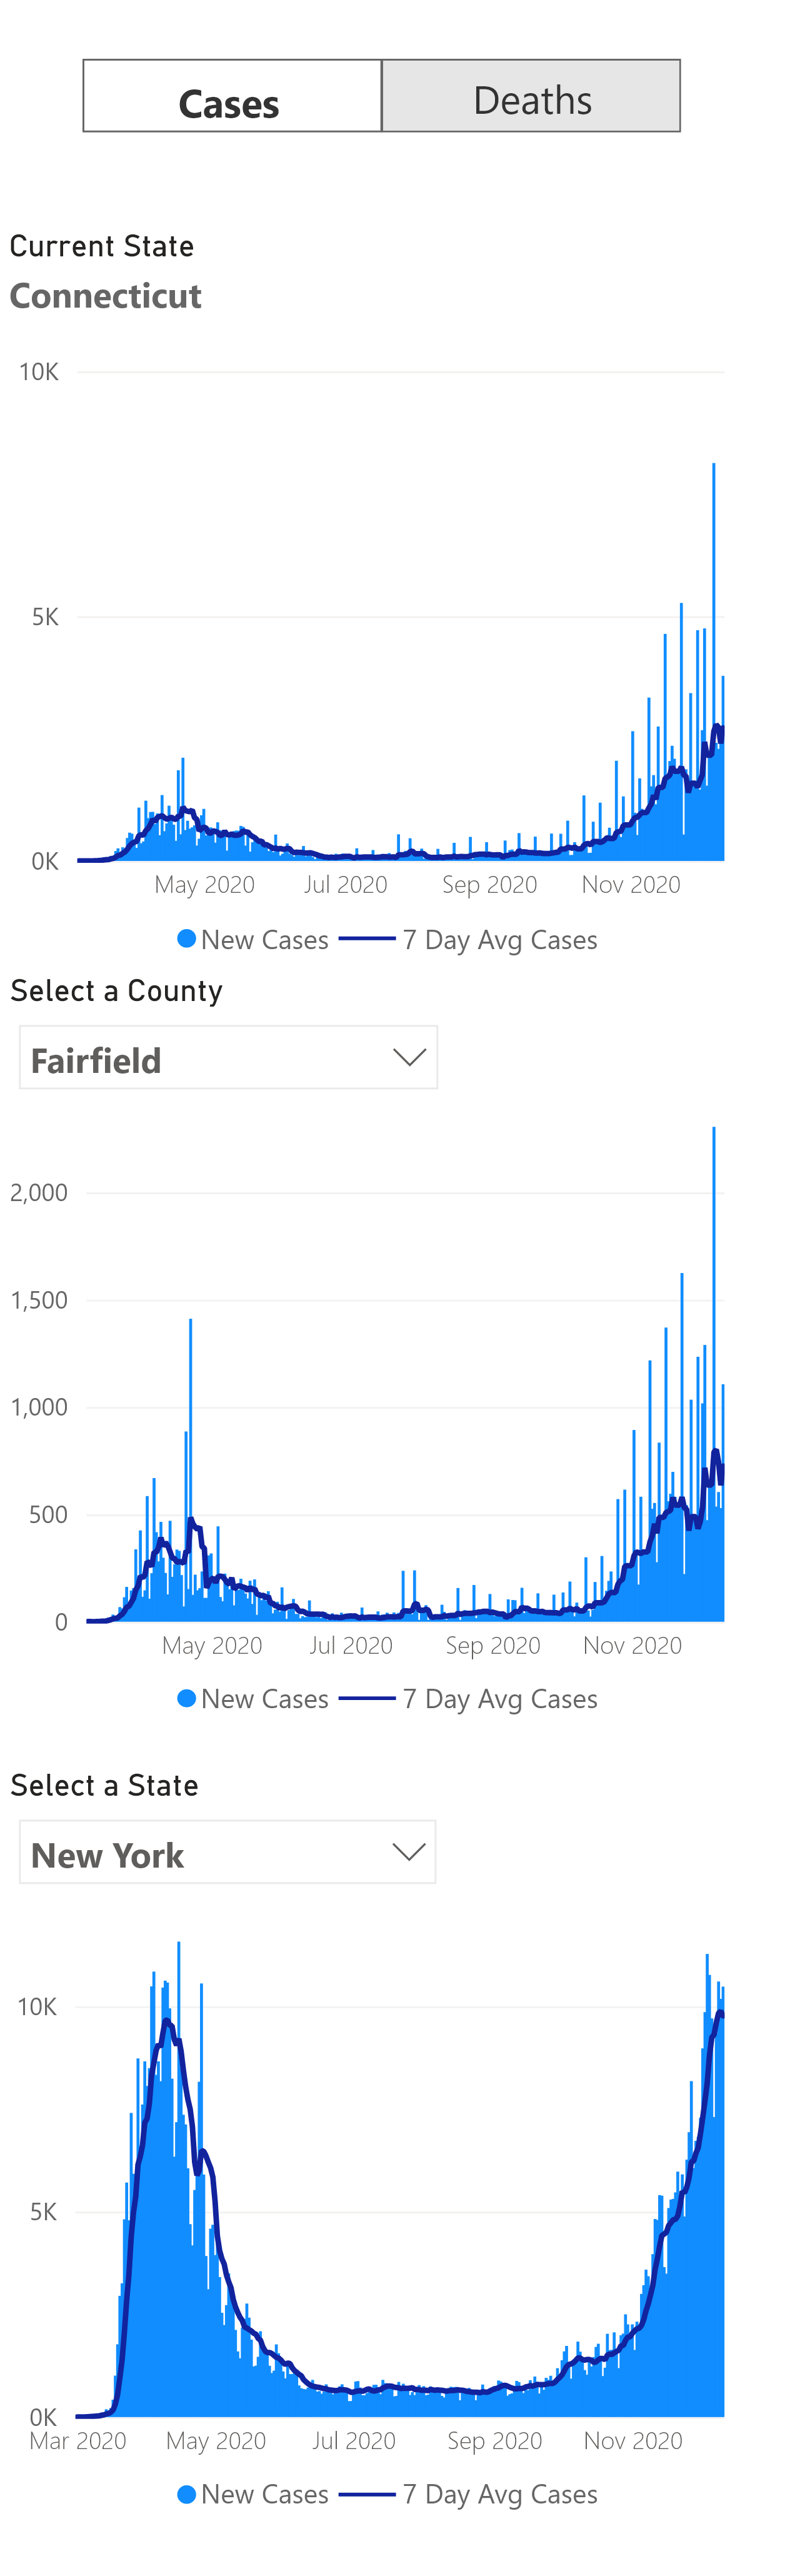 Cases Deaths
Current State
Connecticut
10K
5K
0K
May 2020 Jul 2020 Sep 2020 Nov 2020
New Cases 7 Day Avg Cases
Select a County
Fairfield
2,000
1,500
1,000
500
0
May 2020 Jul 2020 Sep 2020 Nov 2020
New Cases 7 Day Avg Cases
Select a State
New York
10K
5K
0K
Mar 2020 May 2020 Jul 2020 Sep 2020 Nov 2020
New Cases 7 Day Avg Cases